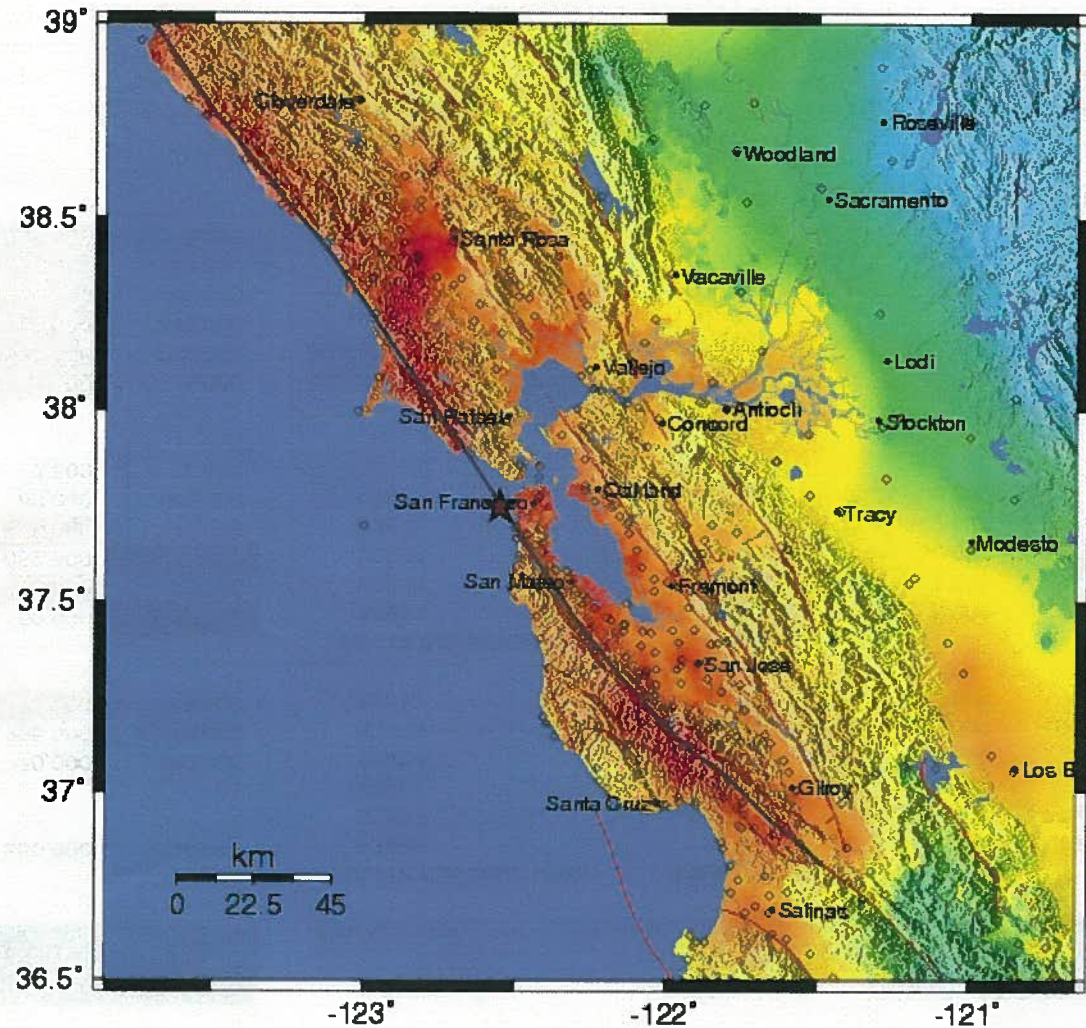 39°
Cloverdale
Roseville
Woodland
38.5°
Sacramento
Santa Rosa
Vacaville
Vallejo
Lodi
38°
San Rafael
Concord
Antioch
Stockton
San Francisco
Oakland
Tracy
Modesto
37.5°
San Mateo
Fremont
San Jose
37°
Santa Cruz
Gilroy
Los B
km
0 22.5 45
Salinas
36.5°
-123° -122° -121°